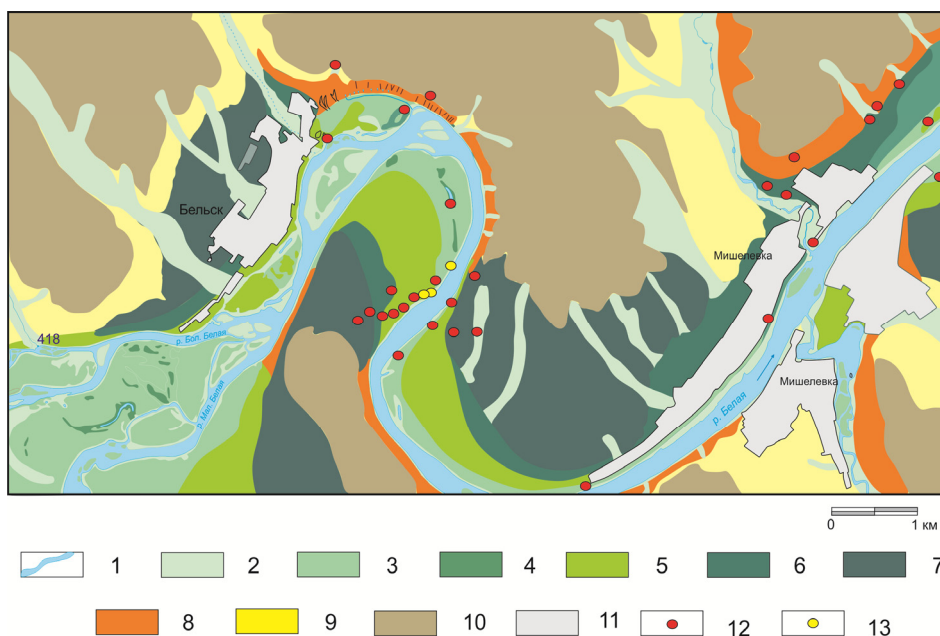 Бельск
Мишелевка
418
р. Бол. Белая
р. Мал. Белая
р. Белая
Мишелевка
0 1 км
1 2 3 4 5 6 7
8 9 10 11 12 13